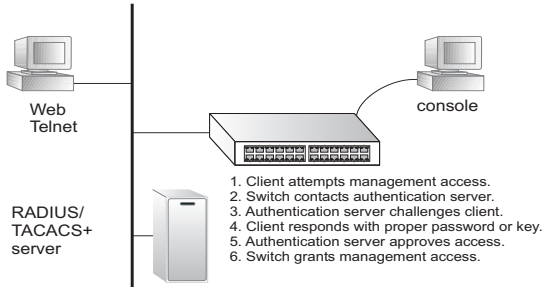 Web
Telnet
console
RADIUS/
TACACS+
server
1. Client attempts management access.
2. Switch contacts authentication server.
3. Authentication server challenges client.
4. Client responds with proper password or key.
5. Authentication server approves access.
6. Switch grants management access.